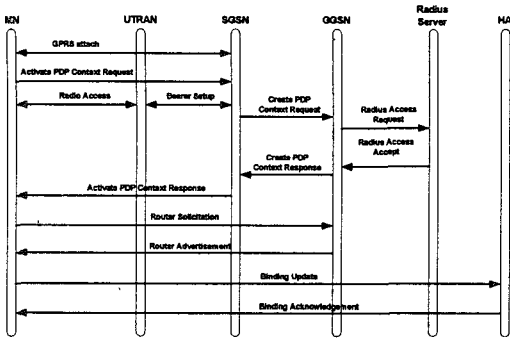 MN
UTRAN
SGSN
GGSN
Radius
Server
HA
GPRS attach
Activate PDP Context Request
Radio Access
Bearer Setup
Create PDP
Context Request
Radius Access
Request
Radius Access
Accept
Create PDP
Context Response
Activate PDP Context Response
Router Solicitation
Router Advertisement
Binding Update
Binding Acknowledgement